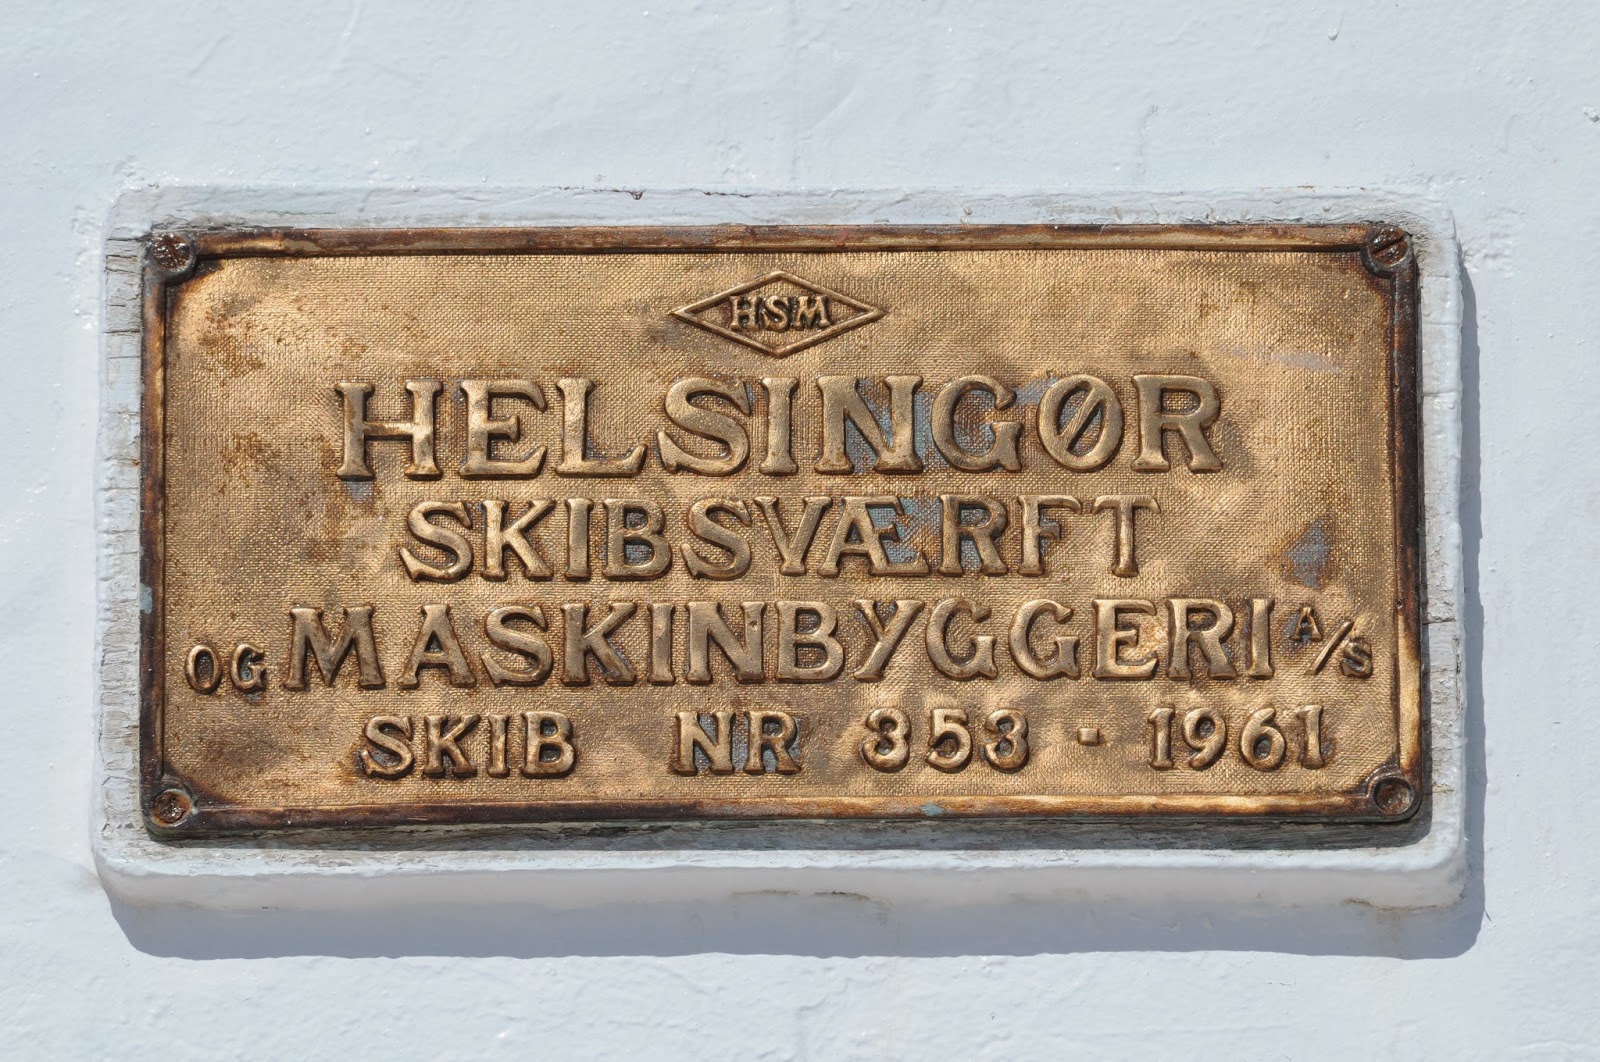 HSM
HELSINGØR
SKIBSVÆRFT
OG MASKINBYGGERI A/S
SKIB NR 353 · 1961